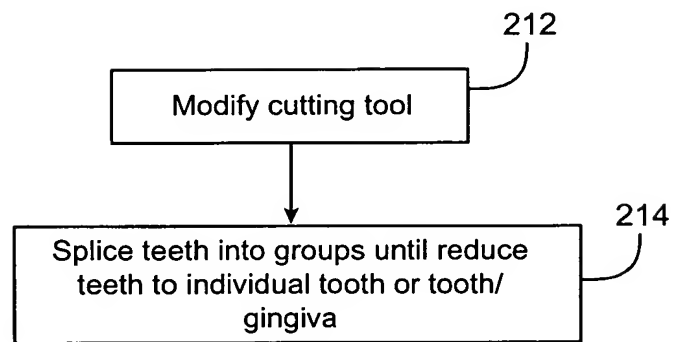 212
Modify cutting tool
214
Splice teeth into groups until reduce
teeth to individual tooth or tooth/
gingiva